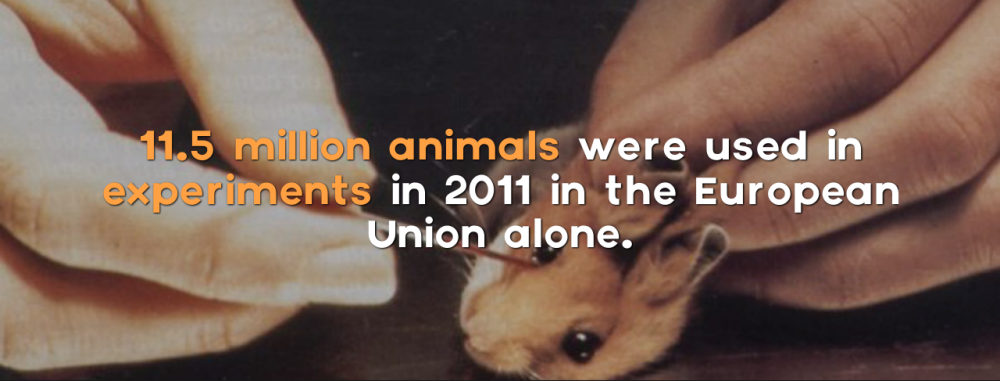 11.5 million animals were used in
experiments in 2011 in the European
Union alone.